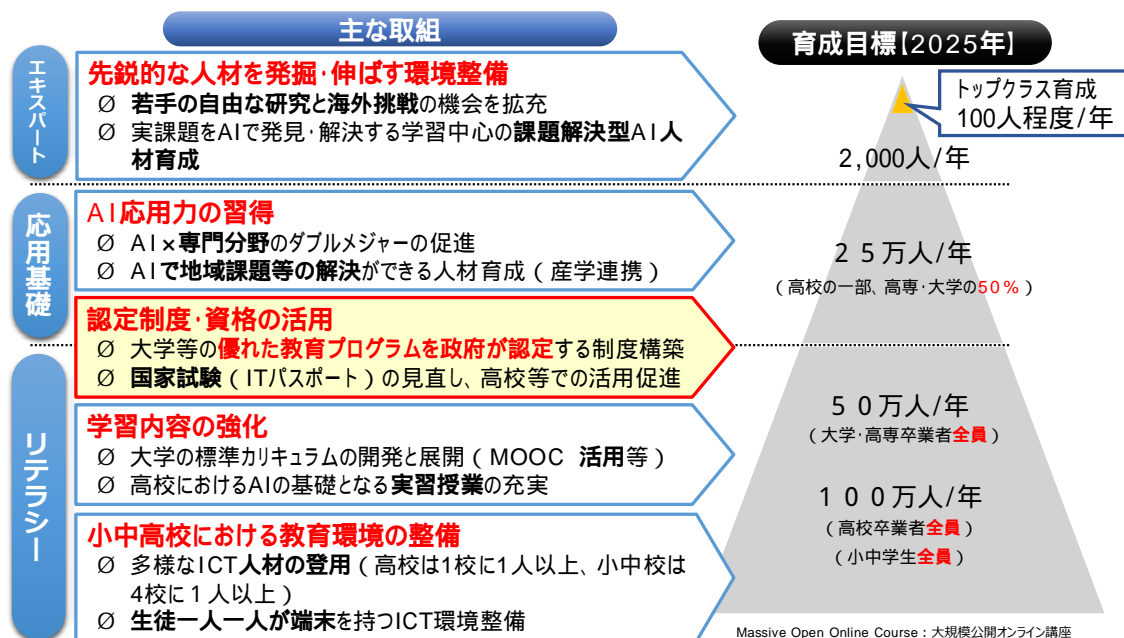 主な取組
育成目標【2025年】
エキスパート
先鋭的な人材を発掘・伸ばす環境整備
Ø 若手の自由な研究と海外挑戦の機会を拡充
Ø 実課題をAIで発見・解決する学習中心の課題解決型AI人
材育成
トップクラス育成
100人程度/年
2,000人/年
応用基礎
AI応用力の習得
Ø AI×専門分野のダブルメジャーの促進
Ø AIで地域課題等の解決ができる人材育成（産学連携）
２５万人/年
（高校の一部、高専・大学の50％）
認定制度・資格の活用
Ø 大学等の優れた教育プログラムを政府が認定する制度構築
Ø 国家試験（ITパスポート）の見直し、高校等での活用促進
リテラシー
学習内容の強化
Ø 大学の標準カリキュラムの開発と展開（MOOC 活用等）
Ø 高校におけるAIの基礎となる実習授業の充実
５０万人/年
（大学・高専卒業者全員）
１００万人/年
（高校卒業者全員）
（小中学生全員）
小中高校における教育環境の整備
Ø 多様なICT人材の登用（高校は1校に1人以上、小中校は
4校に１人以上）
Ø 生徒一人一人が端末を持つICT環境整備
Massive Open Online Course：大規模公開オンライン講座